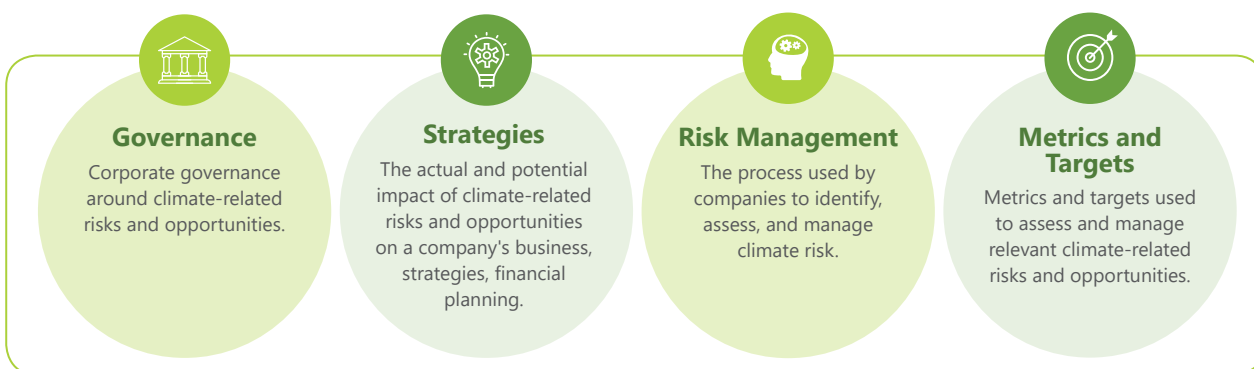 Governance
Corporate governance
around climate-related
risks and opportunities.
Strategies
The actual and potential
impact of climate-related
risks and opportunities
on a company's business,
strategies, financial
planning.
Risk Management
The process used by
companies to identify,
assess, and manage
climate risk.
Metrics and
Targets
Metrics and targets used
to assess and manage
relevant climate-related
risks and opportunities.